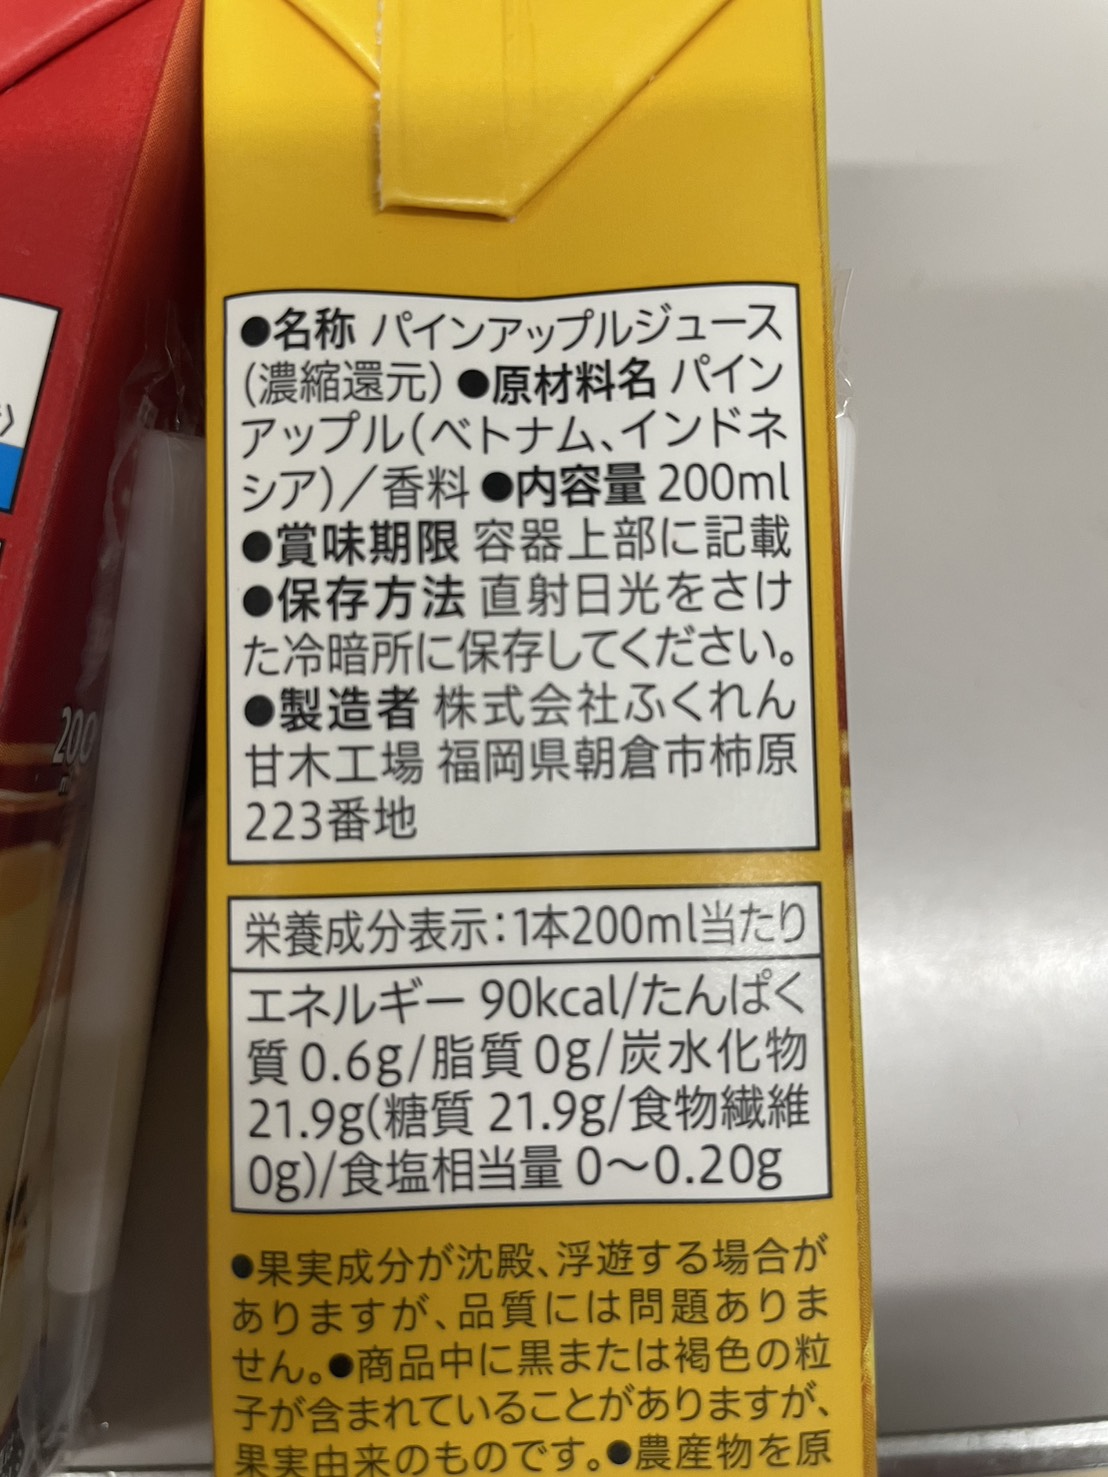 ●名称 パインアップルジュース
(濃縮還元) ●原材料名 パイン
アップル(ベトナム、インドネ
シア)／香料 ●内容量 200ml
●賞味期限 容器上部に記載
●保存方法 直射日光をさけ
た冷暗所に保存してください。
●製造者 株式会社ふくれん
甘木工場 福岡県朝倉市柿原
223番地
栄養成分表示：1本200ml当たり
エネルギー 90kcal/たんぱく
質 0.6g/脂質 0g/炭水化物
21.9g(糖質 21.9g/食物繊維
0g)/食塩相当量 0～0.20g
●果実成分が沈殿、浮遊する場合が
ありますが、品質には問題ありま
せん。●商品中に黒または褐色の粒
子が含まれていることがありますが、
果実由来のものです。●農産物を原
200